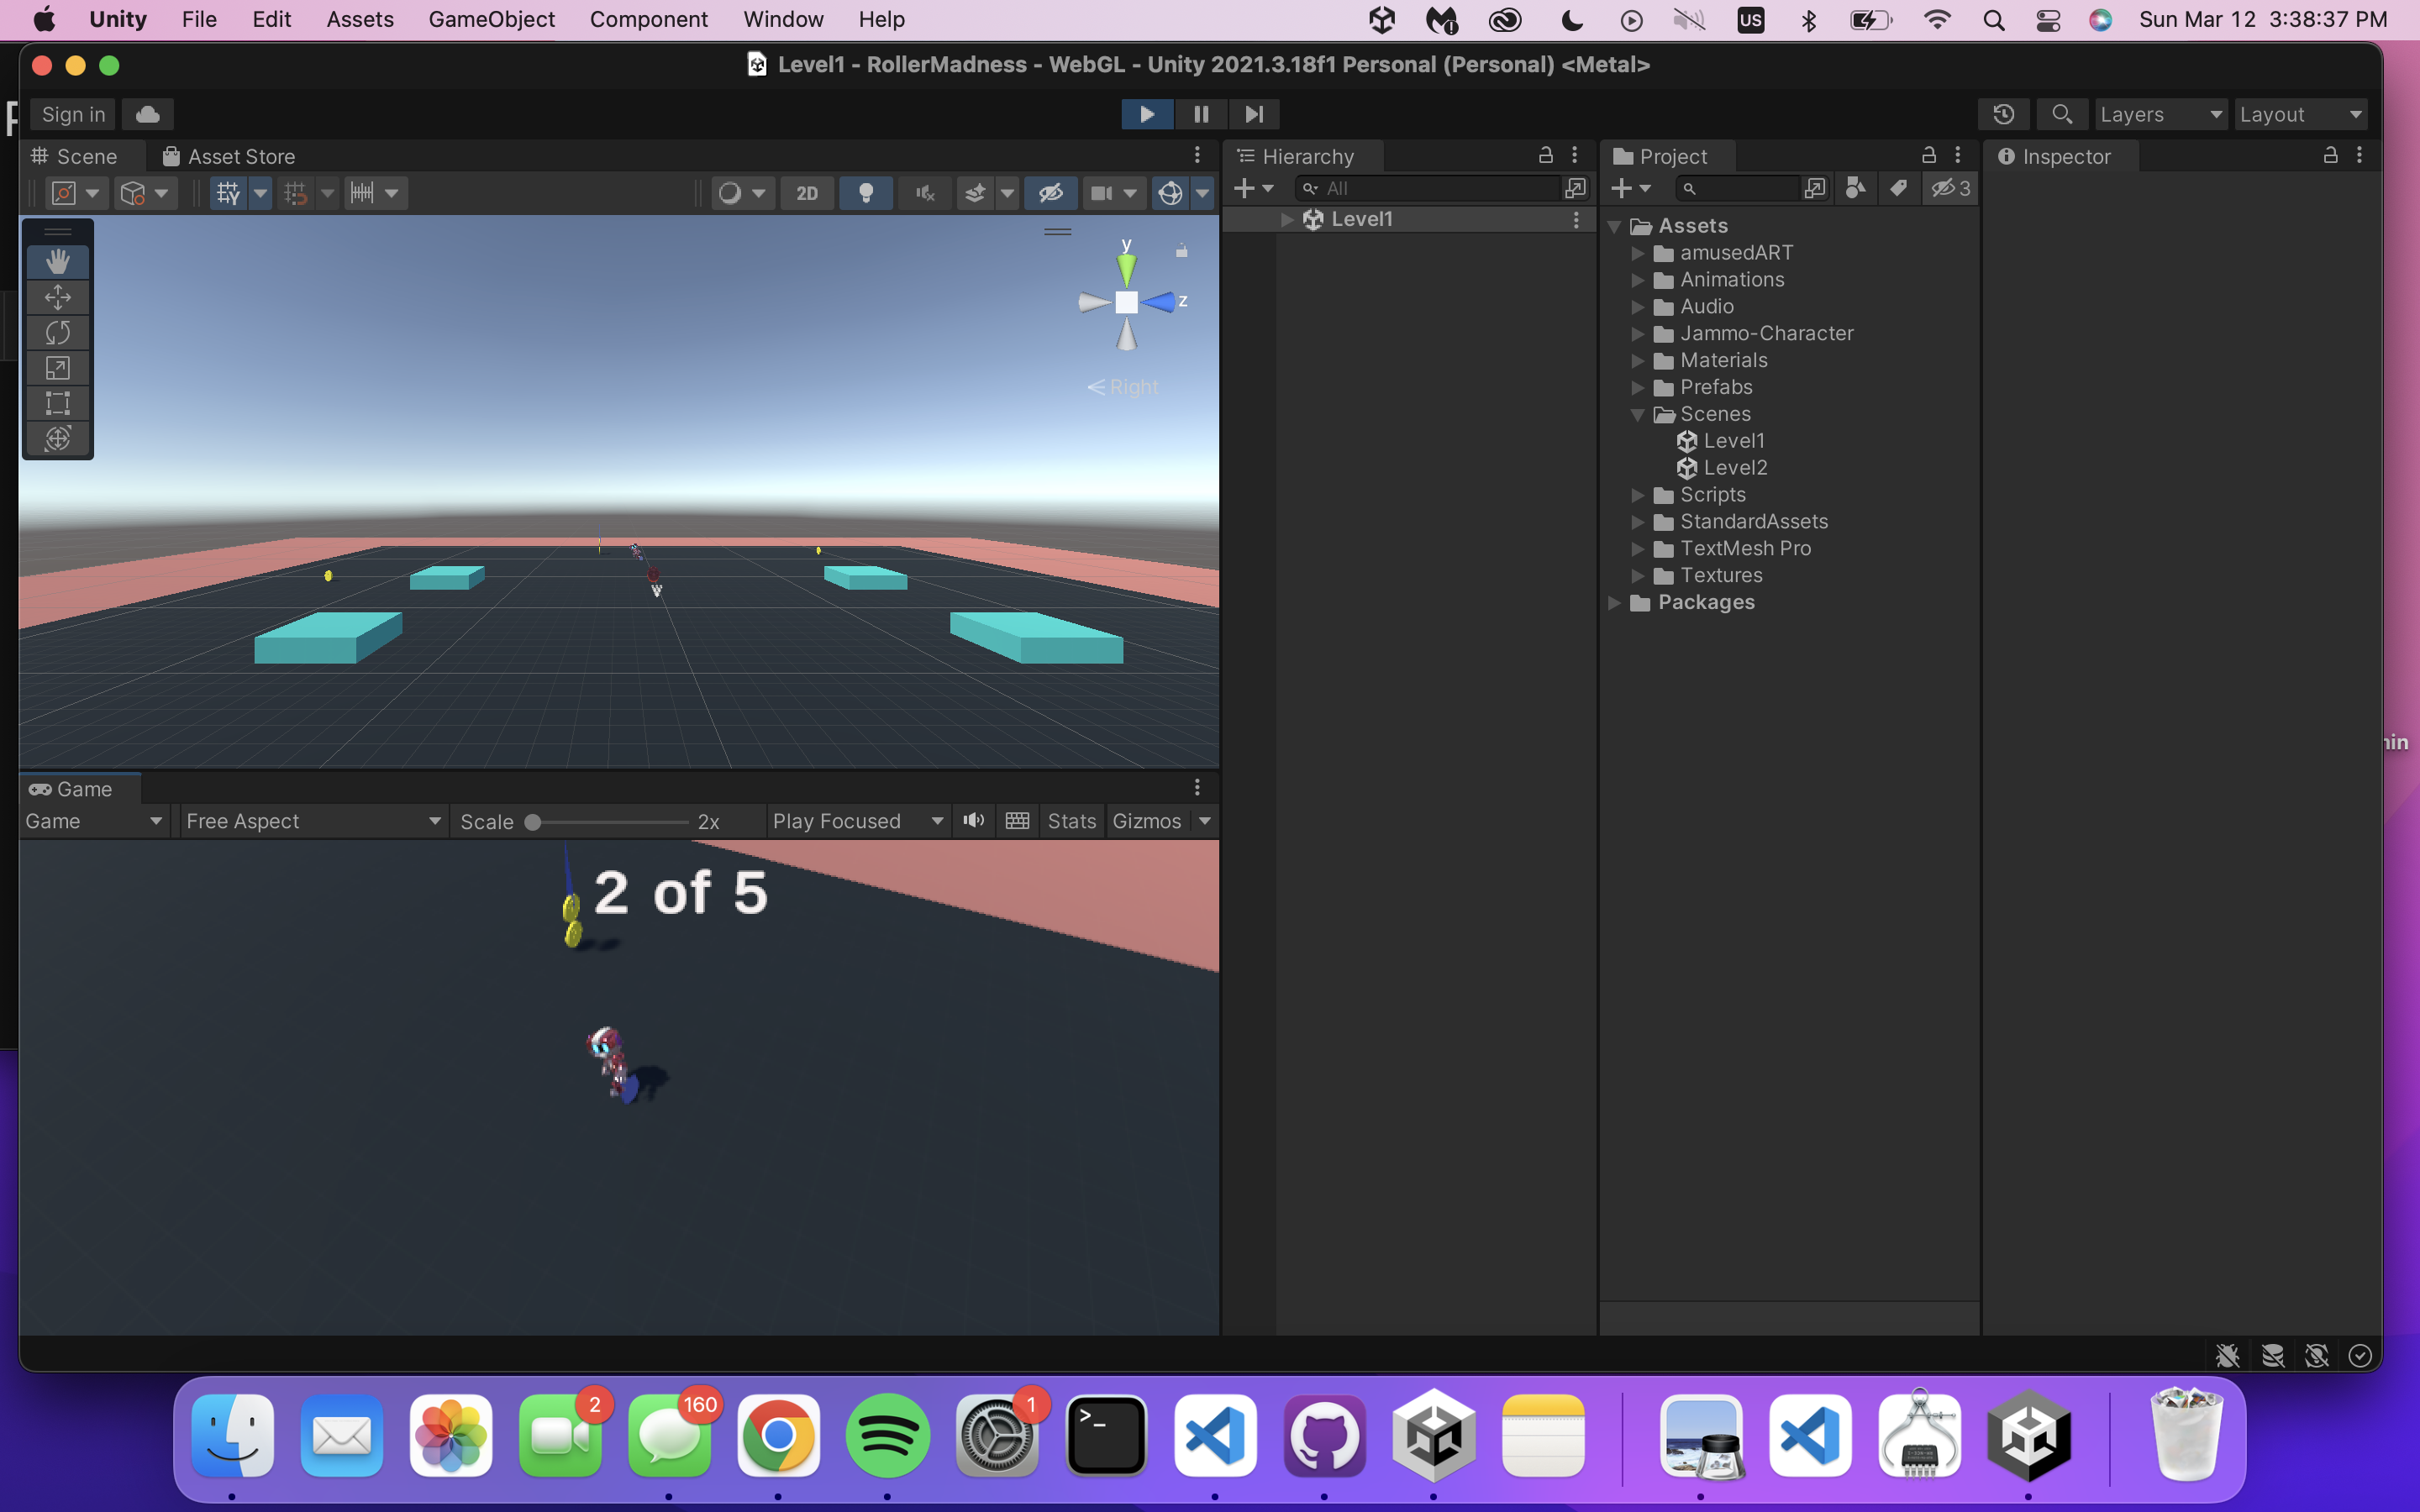 Unity File Edit Assets GameObject Component Window Help US Sun Mar 12 3:38:37 PM
Level1 - RollerMadness - WebGL - Unity 2021.3.18f1 Personal (Personal) <Metal>
Sign in Layers Layout
Scene Asset Store Hierarchy Project Inspector
2D All 3
Level1
y
z
Right
Assets
amusedART
Animations
Audio
Jammo-Character
Materials
Prefabs
Scenes
Level1
Level2
Scripts
StandardAssets
TextMesh Pro
Textures
Packages
Game
Game Free Aspect Scale 2x Play Focused Stats Gizmos
2 of 5
2 160 1